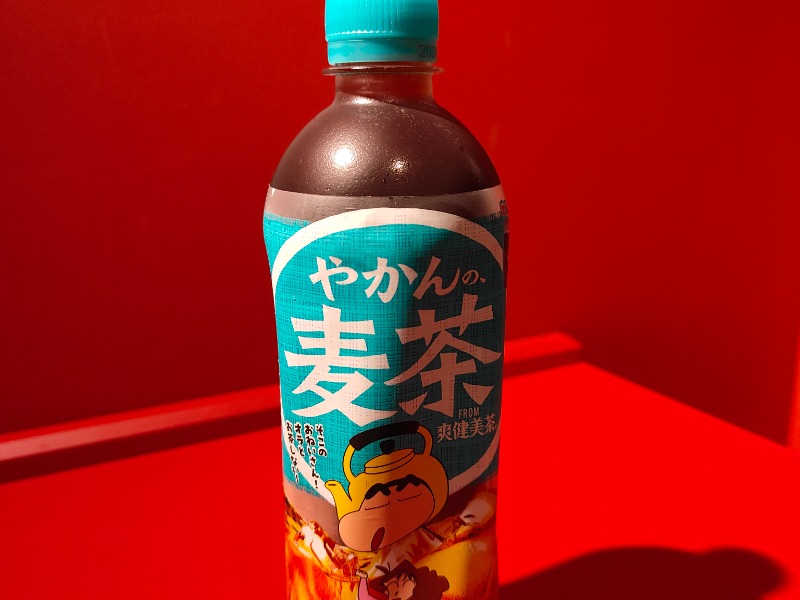 やかんの、
麦茶
FROM
爽健美茶
そこの
おねいさん!
オラと
お茶しない〜